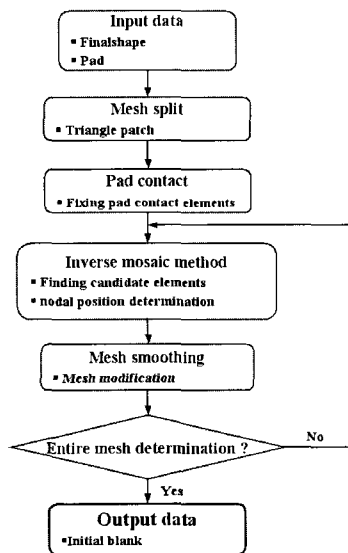 Input data
▪ Finalshape
▪ Pad
Mesh split
▪ Triangle patch
Pad contact
▪ Fixing pad contact elements
Inverse mosaic method
▪ Finding candidate elements
▪ nodal position determination
Mesh smoothing
▪ Mesh modification
Entire mesh determination ?
No
Yes
Output data
▪Initial blank